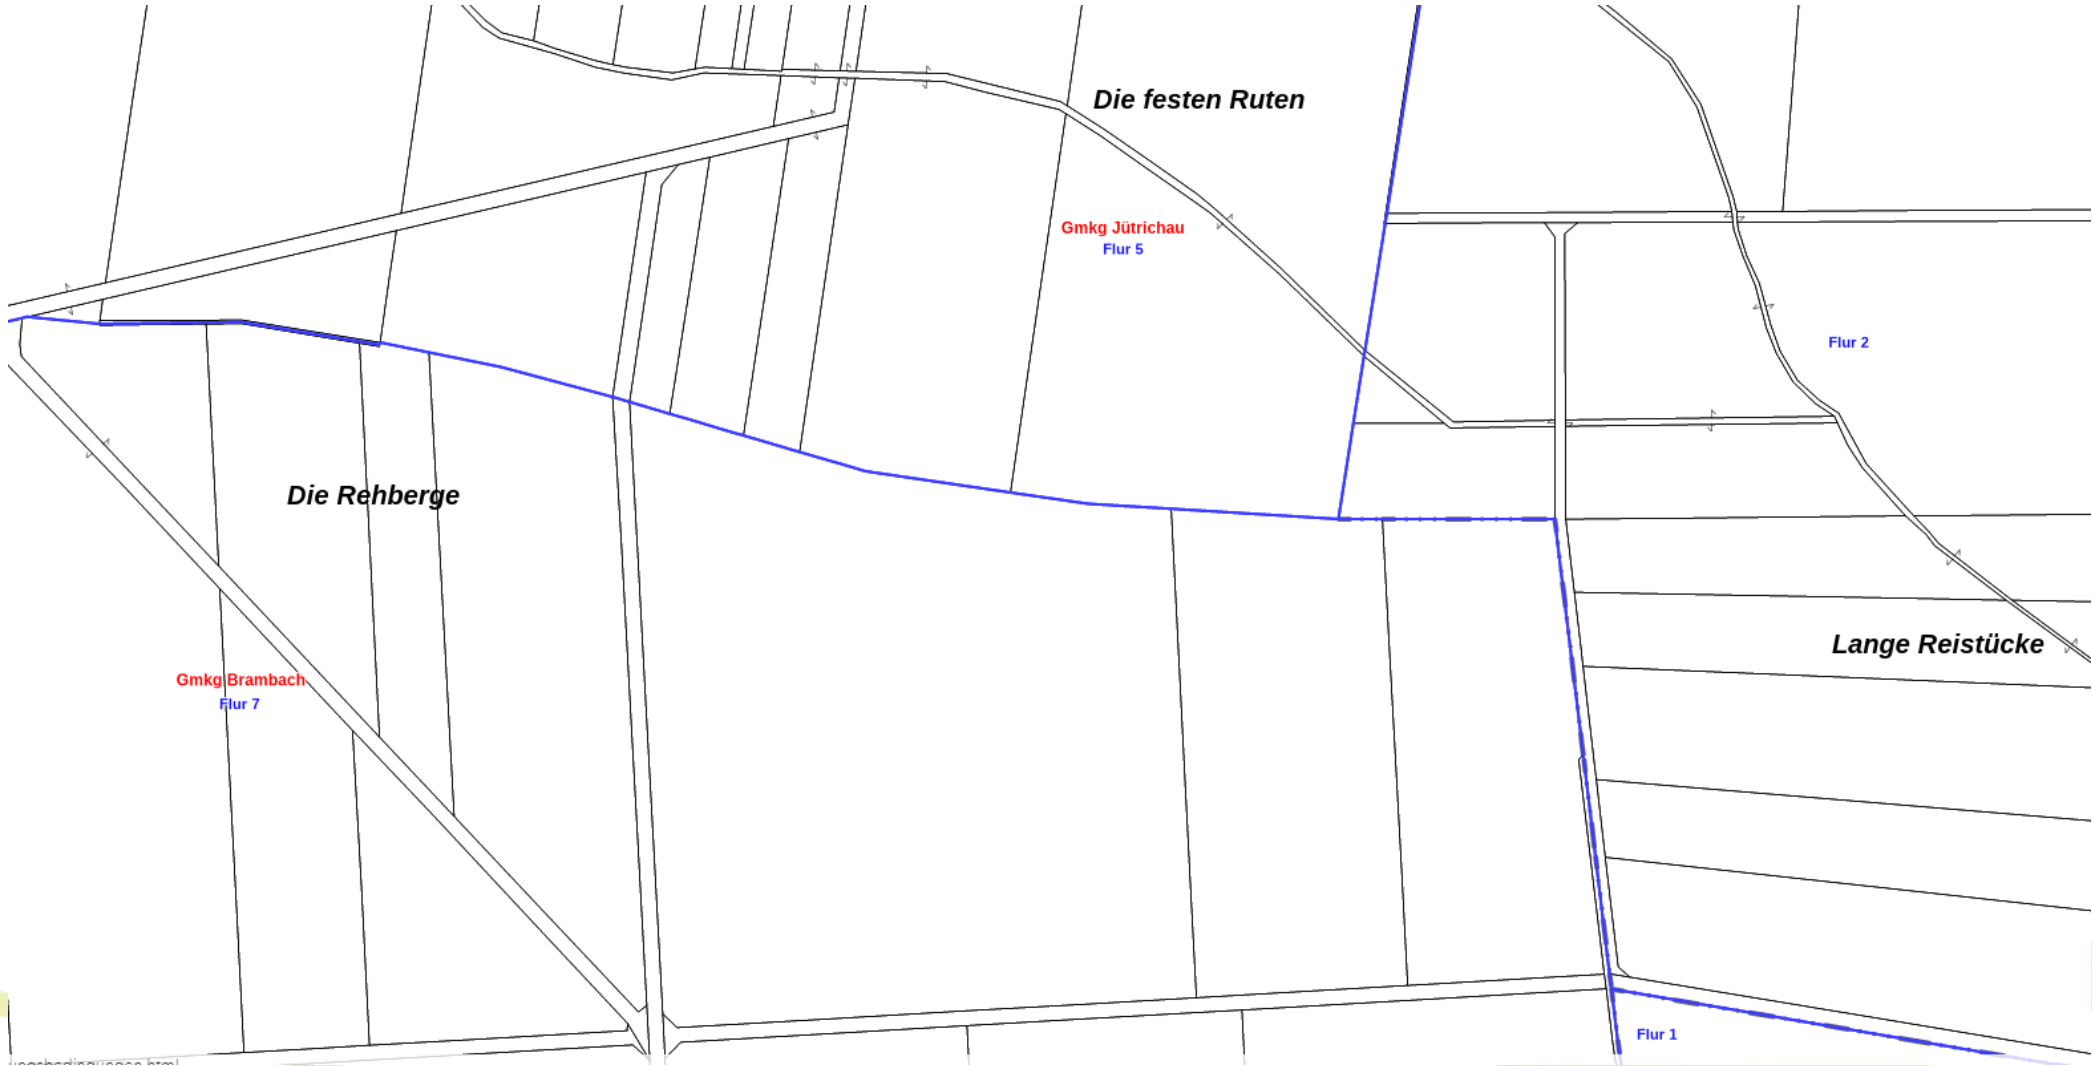 Die festen Ruten
Gmkg Jütrichau
Flur 5
Flur 2
Die Rehberge
Lange Reistücke
Gmkg Brambach
Flur 7
Flur 1